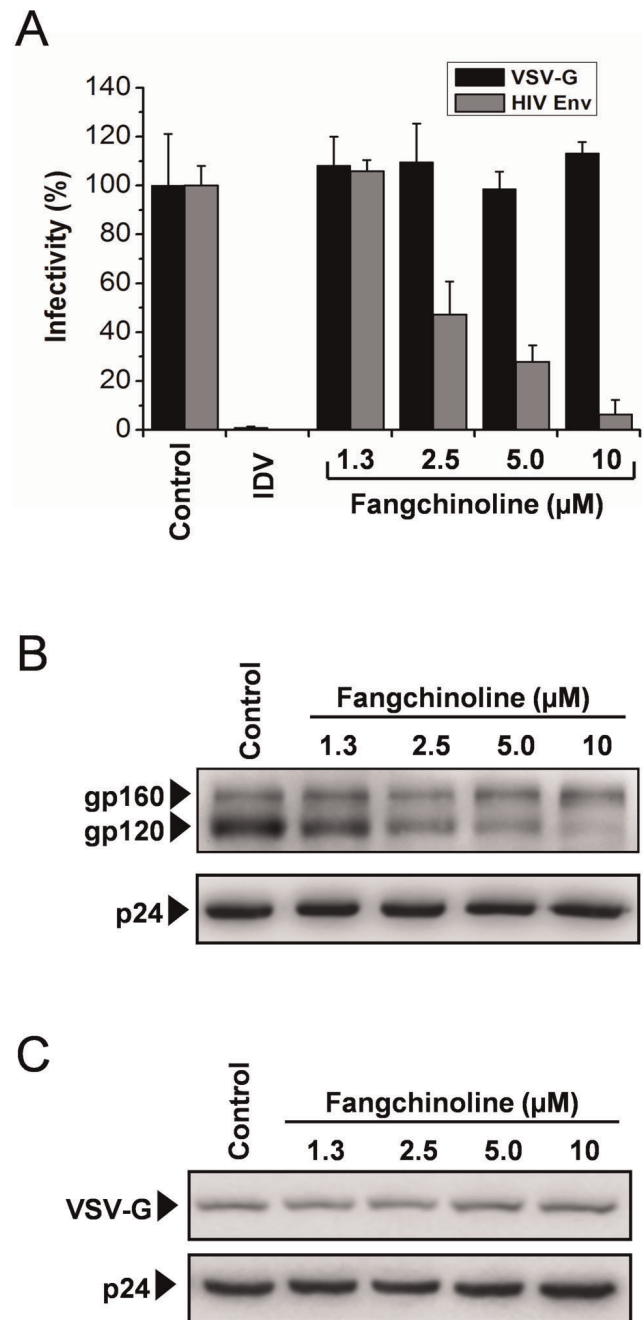 A
VSV-G
HIV Env
Infectivity (%)
140
120
100
80
60
40
20
0
Control
IDV
1.3 2.5 5.0 10
Fangchinoline (µM)
B
Control
Fangchinoline (µM)
1.3 2.5 5.0 10
gp160
gp120
p24
C
Control
Fangchinoline (µM)
1.3 2.5 5.0 10
VSV-G
p24